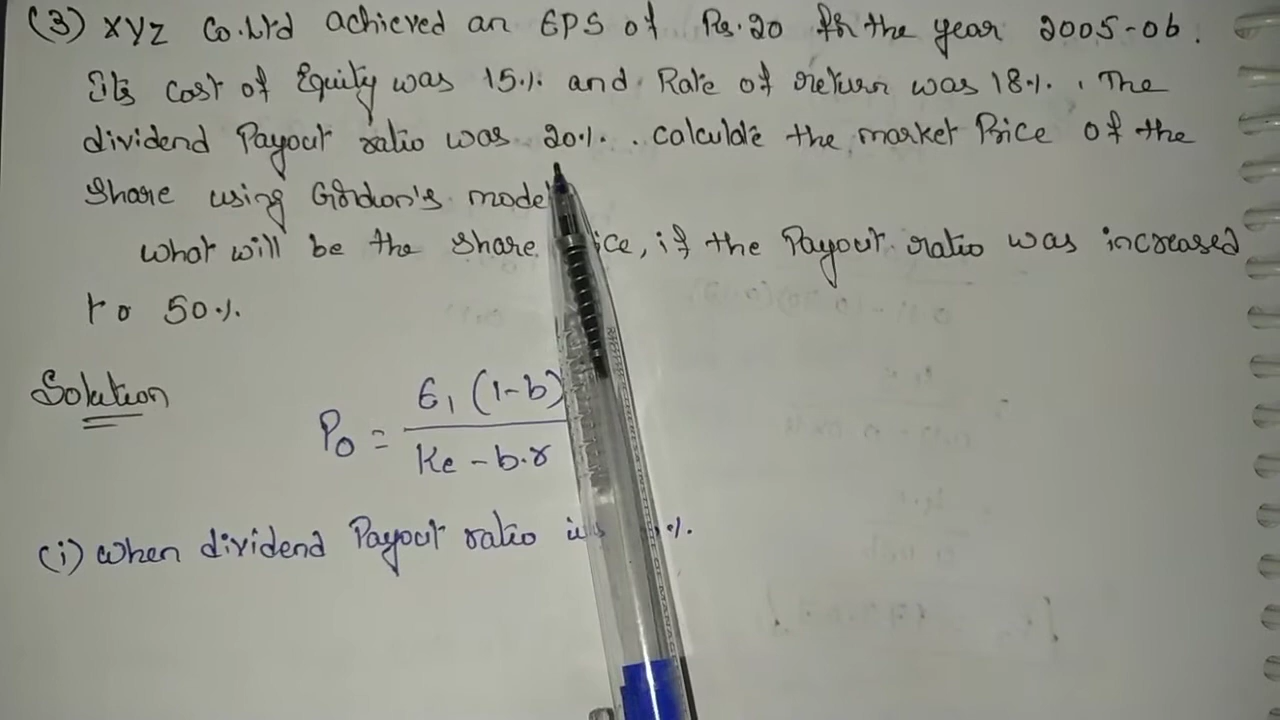 (3) XYZ Co.Ltd achieved an EPS of Rs.20 for the year 2005-06.
Its cost of Equity was 15% and Rate of return was 18%. The
dividend Payout ratio was 20%. calculate the market Price of the
Share using Gordon's model
What will be the share ice, if the Payout ratio was increased
to 50%.
Solution
P0 = E1 (1-b) / Ke - b.r
(i) When dividend Payout ratio is %.